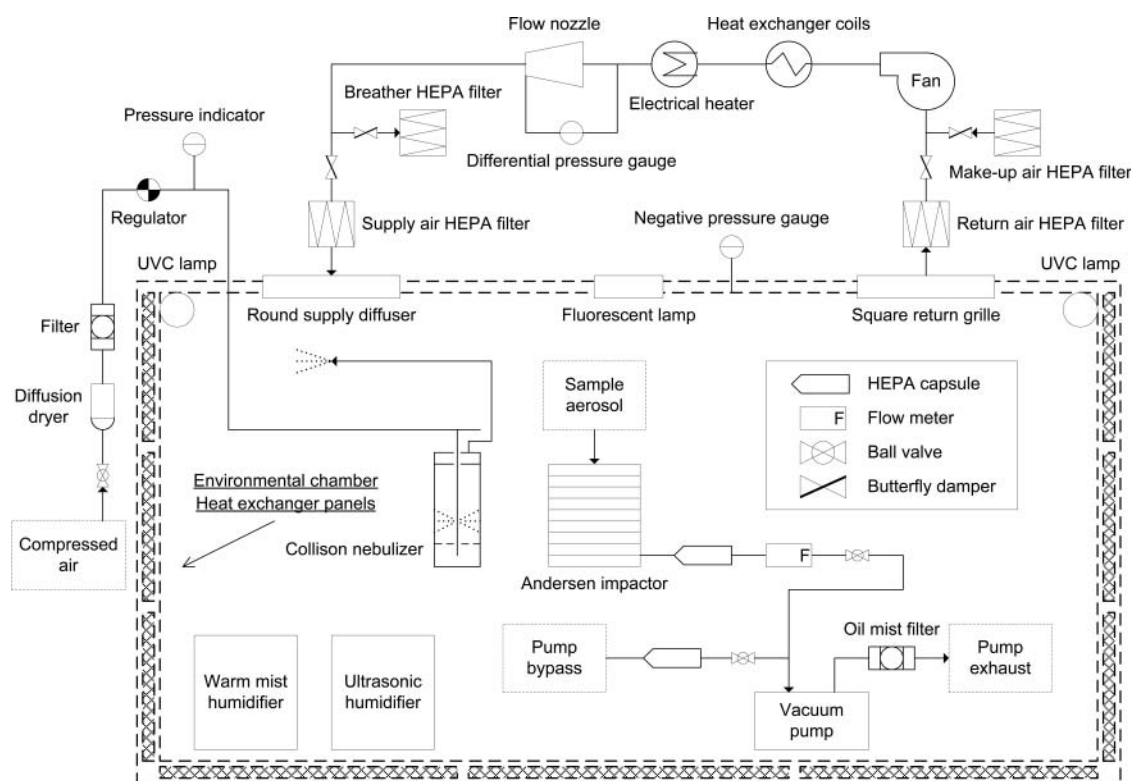 Flow nozzle
Heat exchanger coils
Breather HEPA filter
Electrical heater
Fan
Pressure indicator
Differential pressure gauge
Make-up air HEPA filter
Regulator
Supply air HEPA filter
Negative pressure gauge
Return air HEPA filter
UVC lamp
UVC lamp
Round supply diffuser
Fluorescent lamp
Square return grille
Filter
Diffusion
dryer
Sample
aerosol
HEPA capsule
F
Flow meter
Ball valve
Butterfly damper
Environmental chamber
Heat exchanger panels
Compressed
air
Collison nebulizer
Andersen impactor
F
Warm mist
humidifier
Ultrasonic
humidifier
Pump
bypass
Oil mist filter
Pump
exhaust
Vacuum
pump